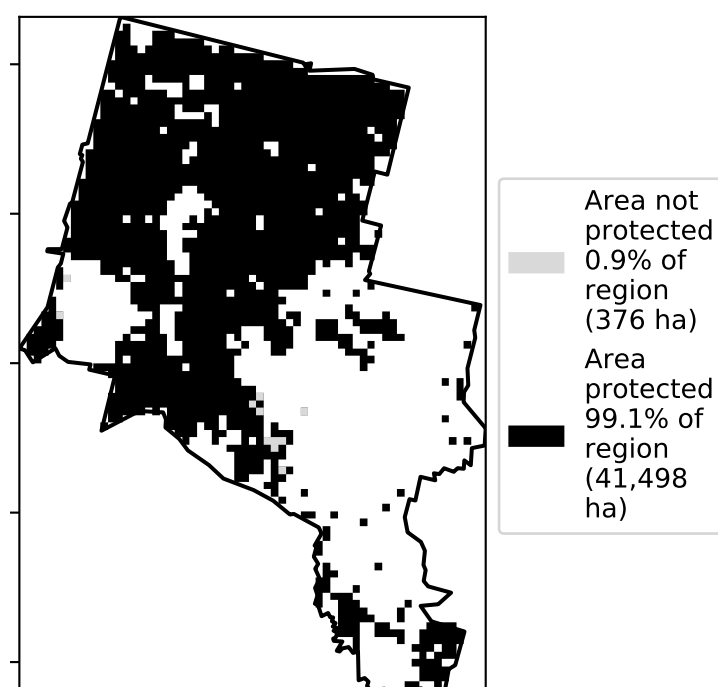 Area not
protected
0.9% of
region
(376 ha)
Area
protected
99.1% of
region
(41,498
ha)